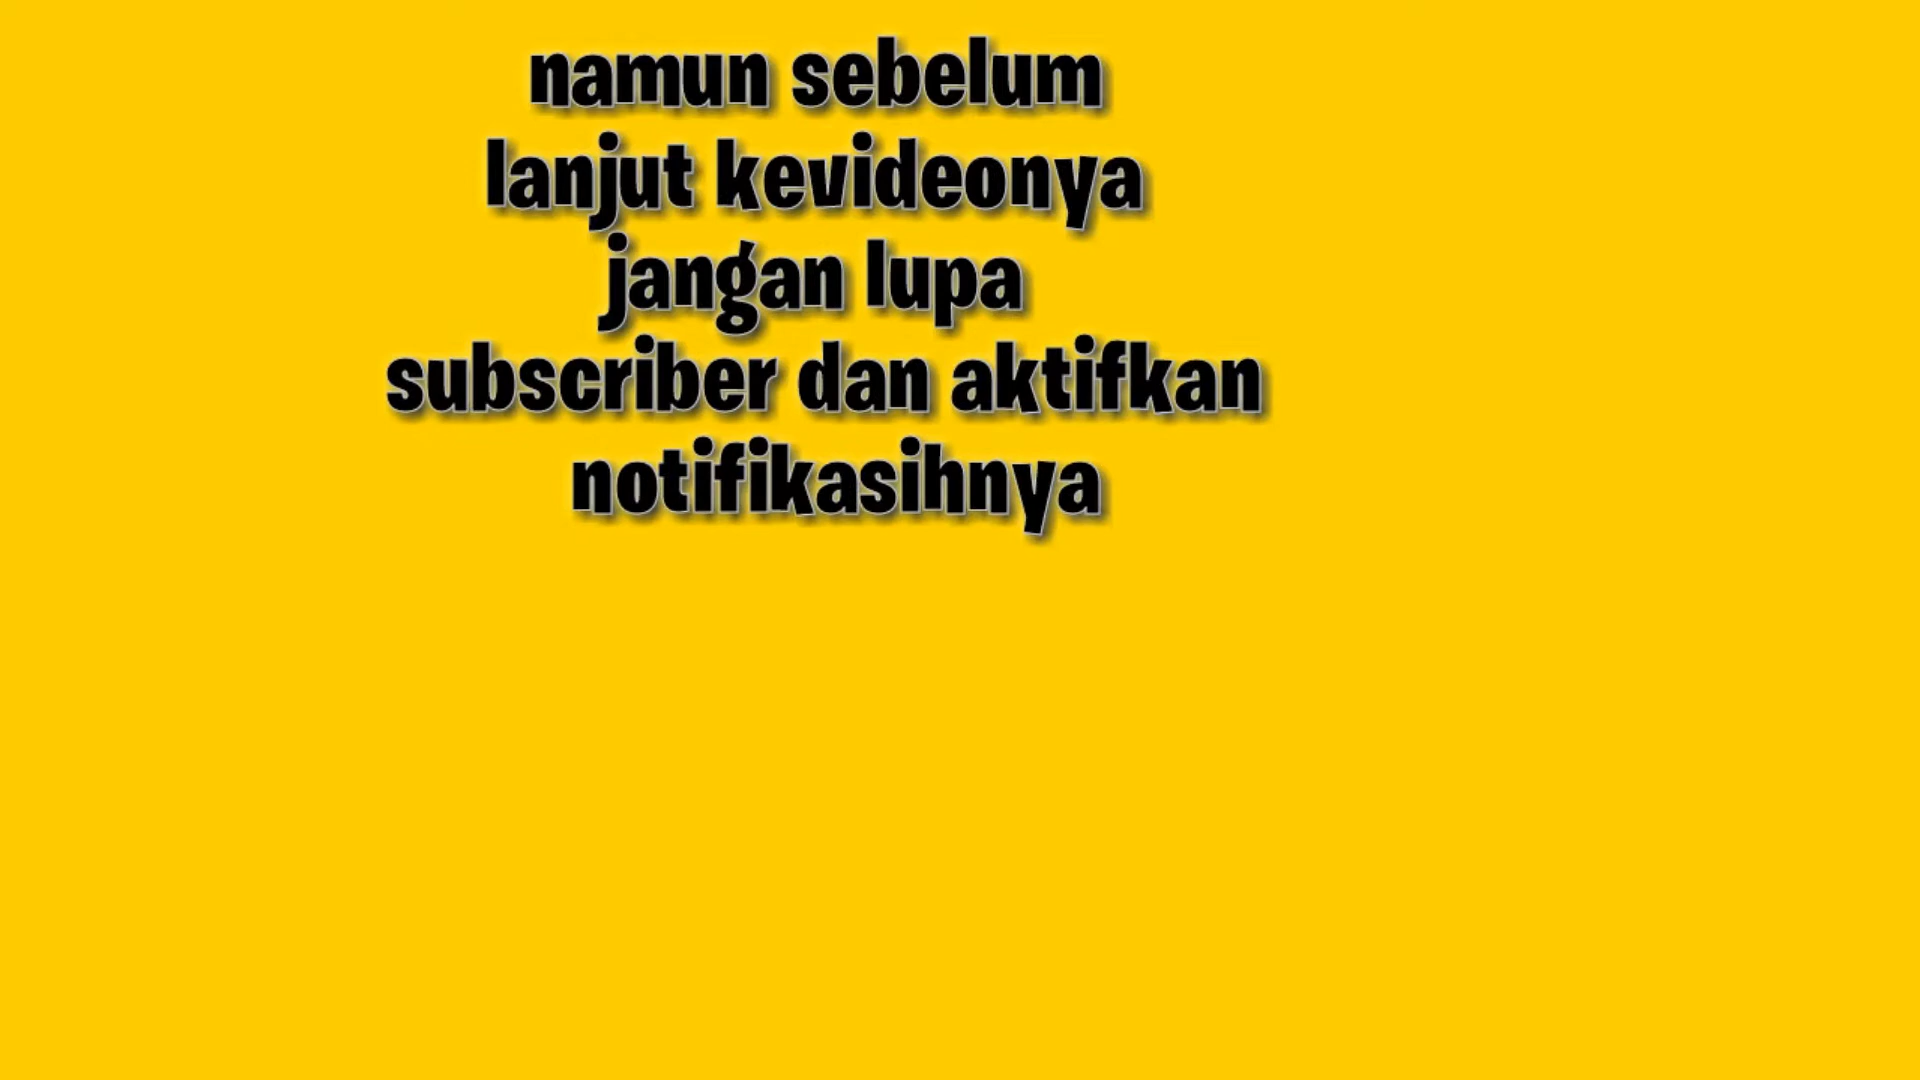 namun sebelum
lanjut kevideonya
jangan lupa
subscriber dan aktifkan
notifikasihnya